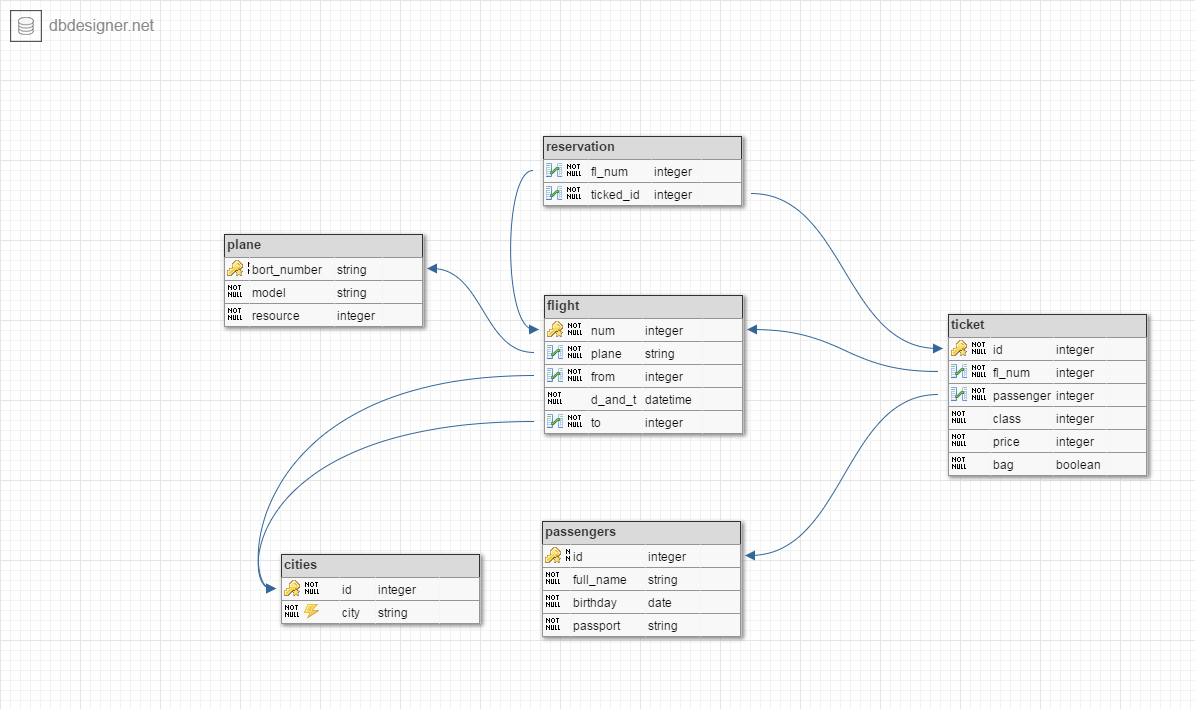 dbdesigner.net
reservation
NOT NULL fl_num integer
NOT NULL ticked_id integer
plane
bort_number string
NOT NULL model string
NOT NULL resource integer
flight
NOT NULL num integer
NOT NULL plane string
NOT NULL from integer
NOT NULL d_and_t datetime
NOT NULL to integer
ticket
NOT NULL id integer
NOT NULL fl_num integer
NOT NULL passenger integer
NOT NULL class integer
NOT NULL price integer
NOT NULL bag boolean
cities
NOT NULL id integer
NOT NULL city string
passengers
N N id integer
NOT NULL full_name string
NOT NULL birthday date
NOT NULL passport string